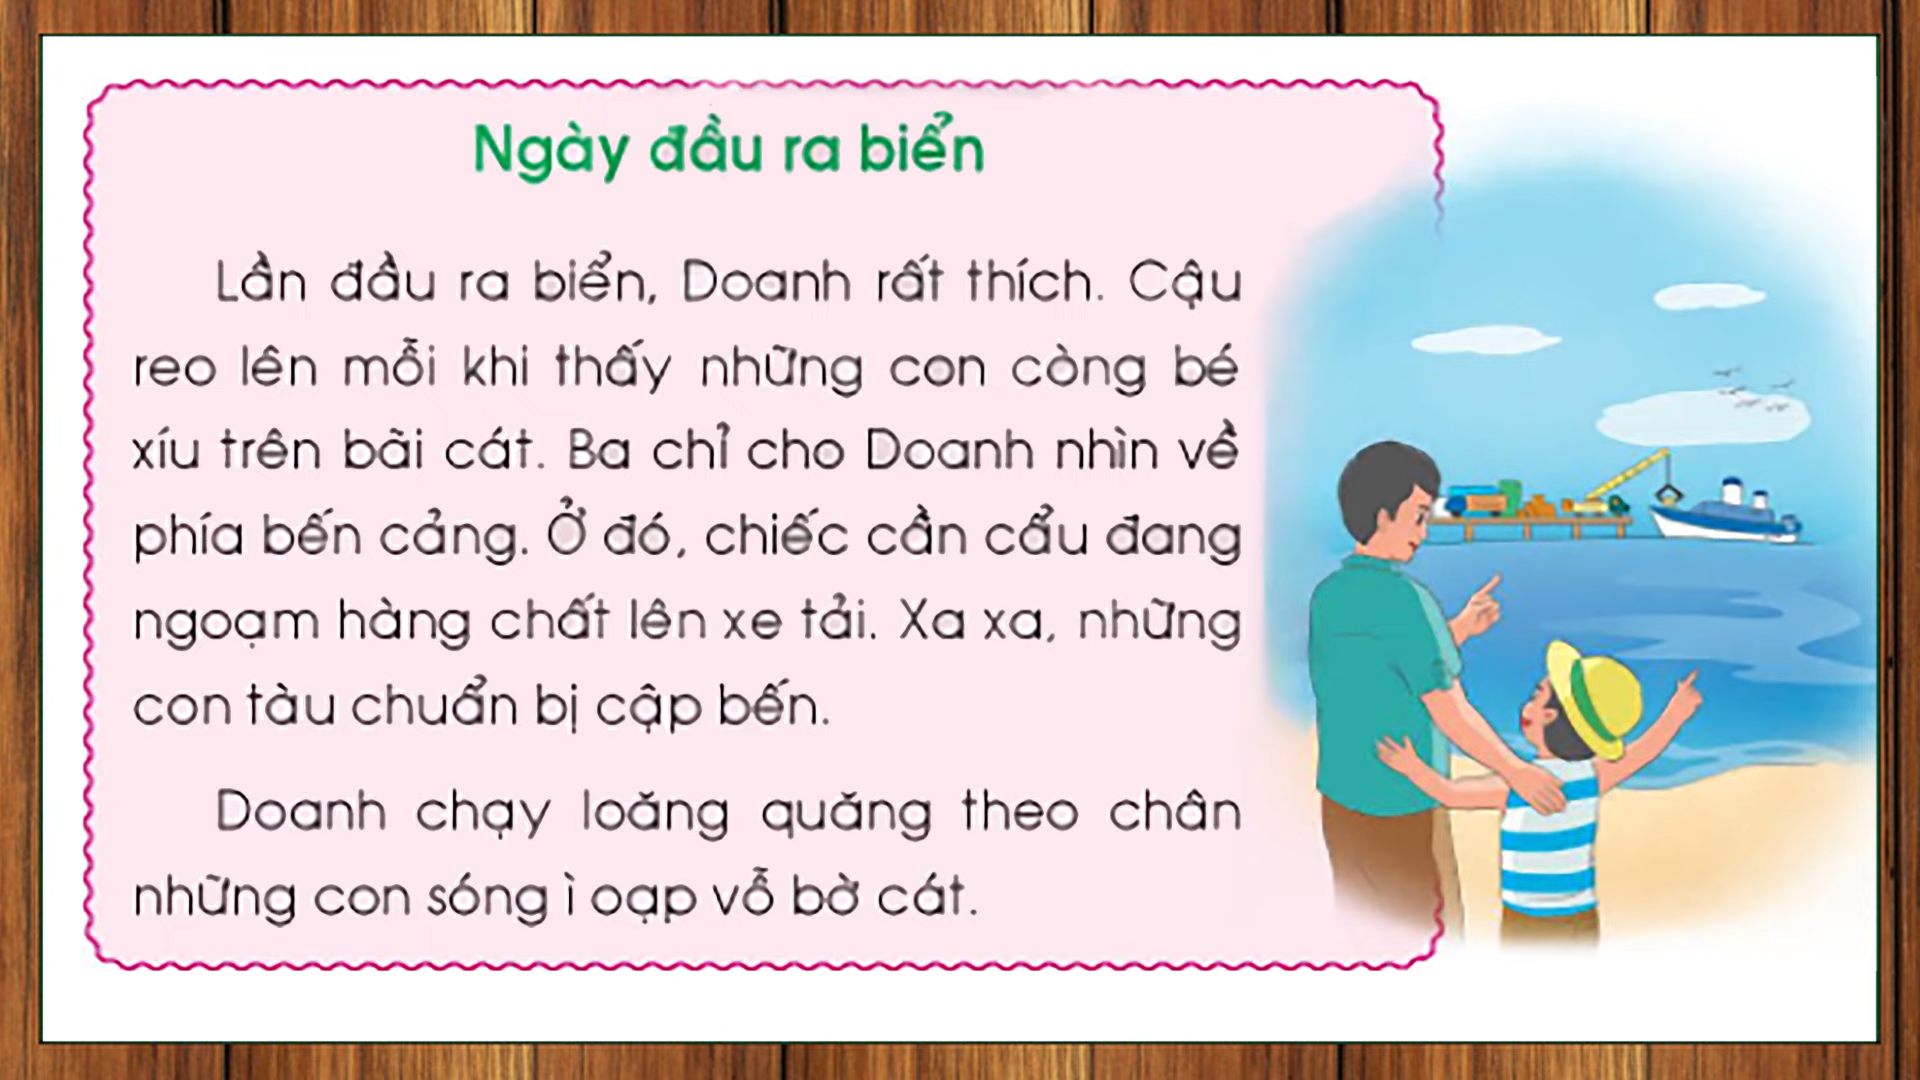 Ngày đầu ra biển
Lần đầu ra biển, Doanh rất thích. Cậu
reo lên mỗi khi thấy những con còng bé
xíu trên bãi cát. Ba chỉ cho Doanh nhìn về
phía bến cảng. Ở đó, chiếc cần cẩu đang
ngoạm hàng chất lên xe tải. Xa xa, những
con tàu chuẩn bị cập bến.
Doanh chạy loăng quăng theo chân
những con sóng ì oạp vỗ bờ cát.